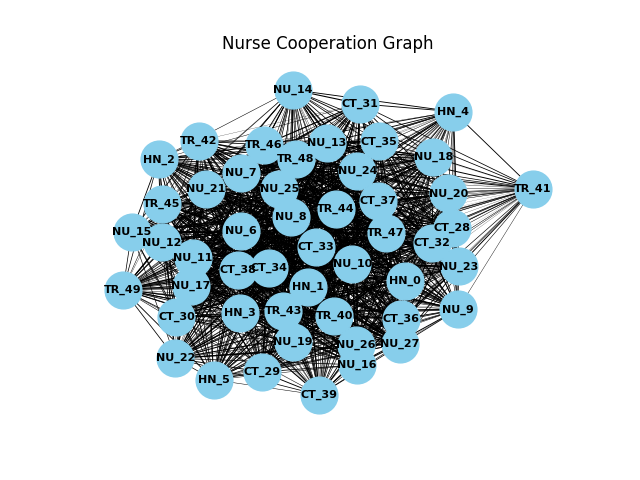 Nurse Cooperation Graph
NU_14
CT_31
HN_4
TR_42
TR_46
NU_13
CT_35
HN_2
TR_48
NU_18
NU_7
NU_24
NU_21
NU_25
TR_41
NU_20
TR_45
CT_37
TR_44
NU_8
CT_28
NU_15
NU_6
TR_47
NU_12
CT_32
CT_33
NU_11
NU_10
NU_23
CT_38
CT_34
HN_0
NU_17
HN_1
TR_49
NU_9
TR_43
HN_3
CT_30
TR_40
CT_36
NU_19
NU_26
NU_27
NU_22
NU_16
CT_29
HN_5
CT_39